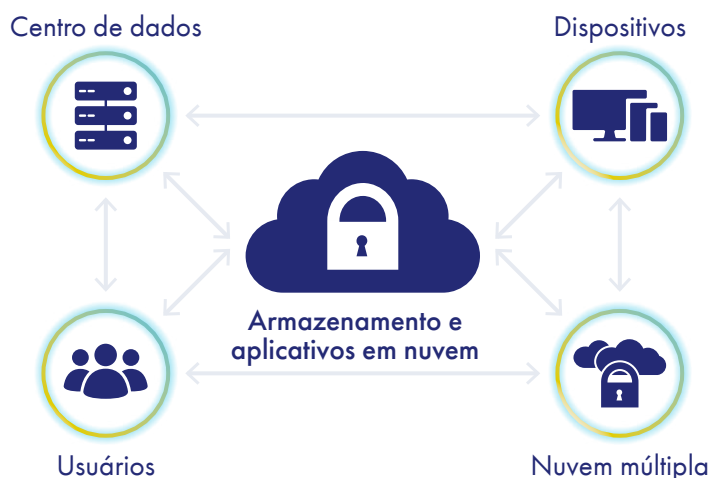 Centro de dados
Dispositivos
Armazenamento e
aplicativos em nuvem
Usuários
Nuvem múltipla